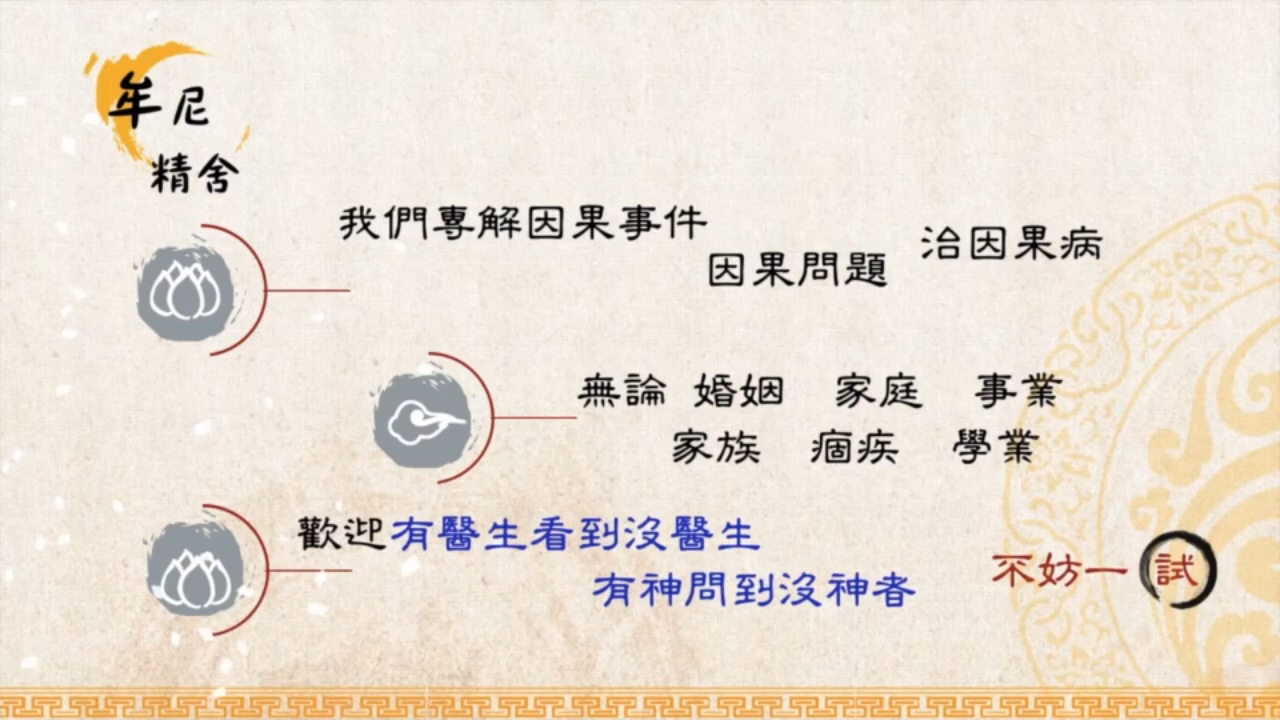 牟尼
精舍
我們專解因果事件
因果問題
治因果病
無論 婚姻 家庭 事業
家族 痼疾 學業
歡迎有醫生看到沒醫生
有神問到沒神者
不妨一試